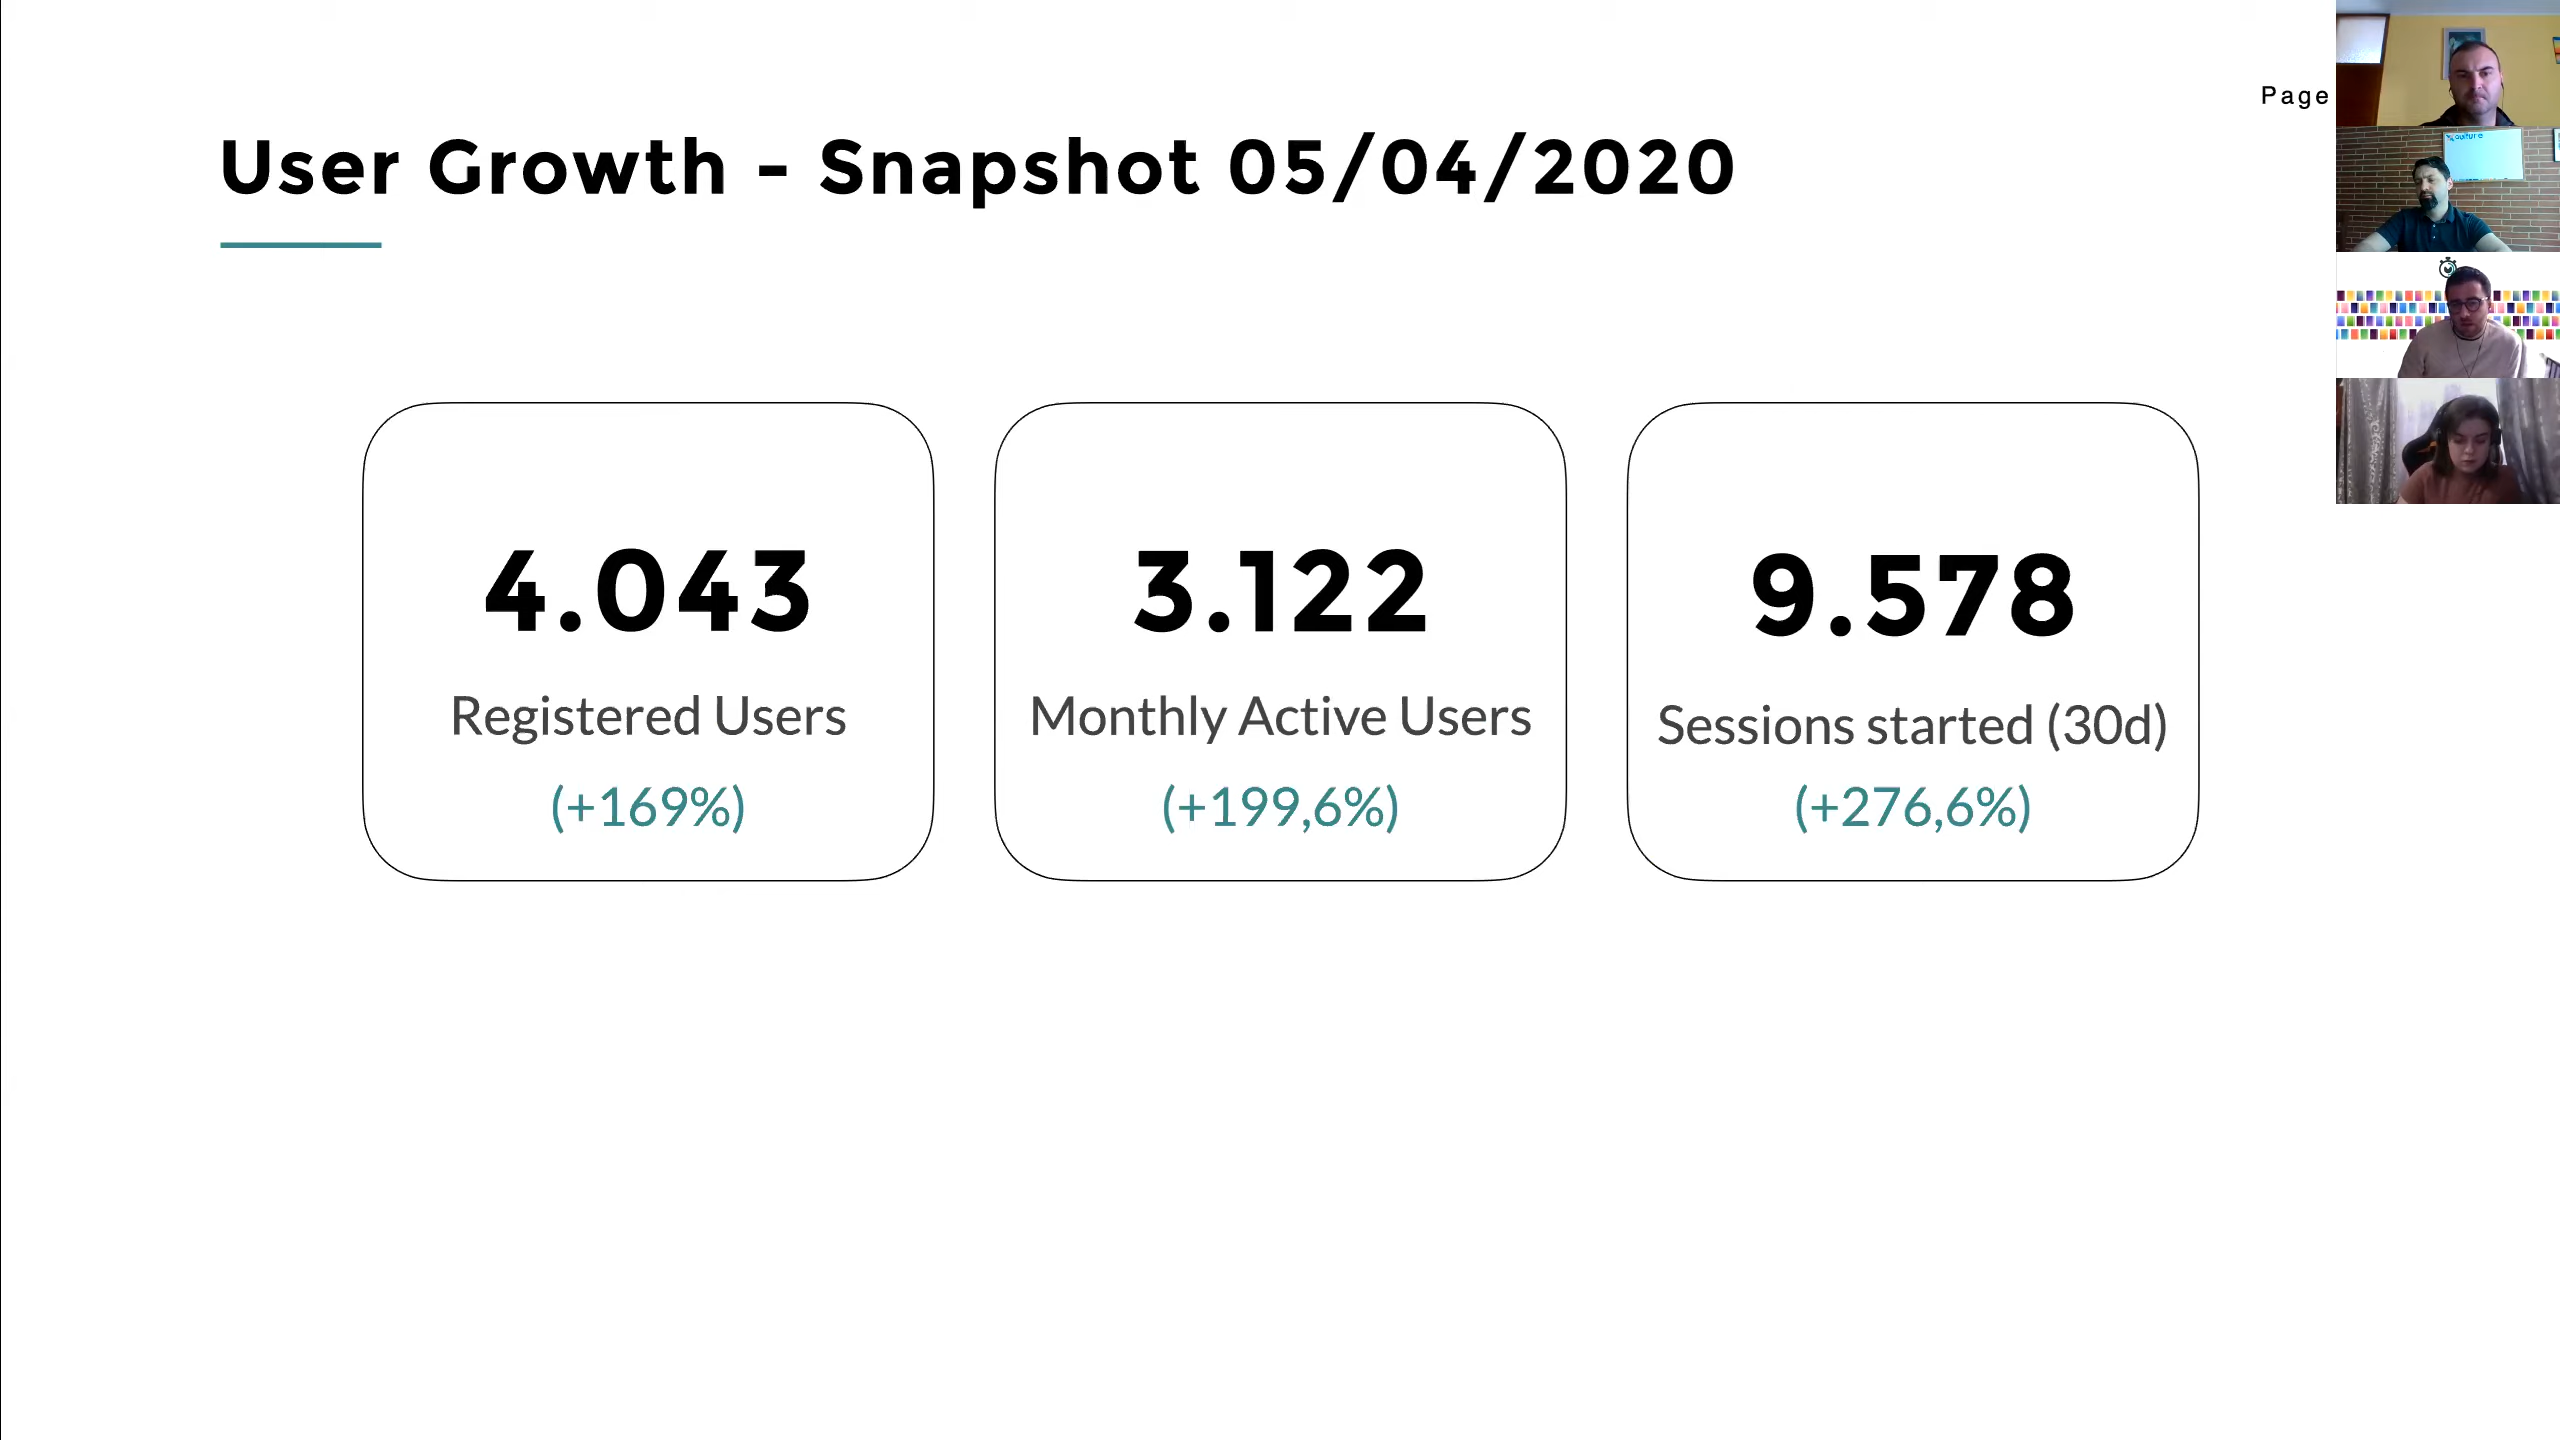 Page
User Growth - Snapshot 05/04/2020
4.043
Registered Users
(+169%)
3.122
Monthly Active Users
(+199,6%)
9.578
Sessions started (30d)
(+276,6%)